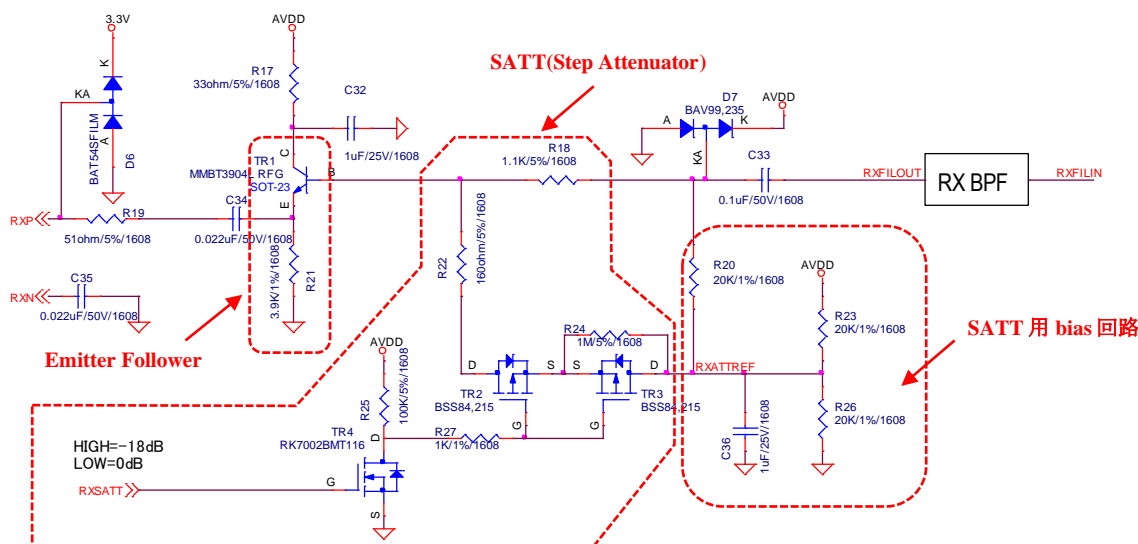 3.3V
AVDD
SATT(Step Attenuator)
K
R17
33ohm/5%/1608
C32
D7
BAV99,235
AVDD
KA
A
K
BAT54SFILM
A
D6
1uF/25V/1608
R18
1.1K/5%/1608
KA
C33
0.1uF/50V/1608
RXFILOUT
RX BPF
RXFILIN
C
TR1
MMBT3904L RFG
SOT-23
B
E
RXP
R19
51ohm/5%/1608
C34
0.022uF/50V/1608
R22
160ohm/5%/1608
R20
20K/1%/1608
AVDD
R23
20K/1%/1608
3.9K/1%/1608
R21
RXN
C35
0.022uF/50V/1608
Emitter Follower
R24
1M/5%/1608
D
S
S
D
RXATTREF
SATT 用 bias 回路
AVDD
TR2
BSS84,215
TR3
BSS84,215
R25
100K/5%/1608
R26
20K/1%/1608
C36
1uF/25V/1608
G
G
TR4
RK7002BMT116
D
R27
1K/1%/1608
HIGH=-18dB
LOW=0dB
RXSATT
G
S